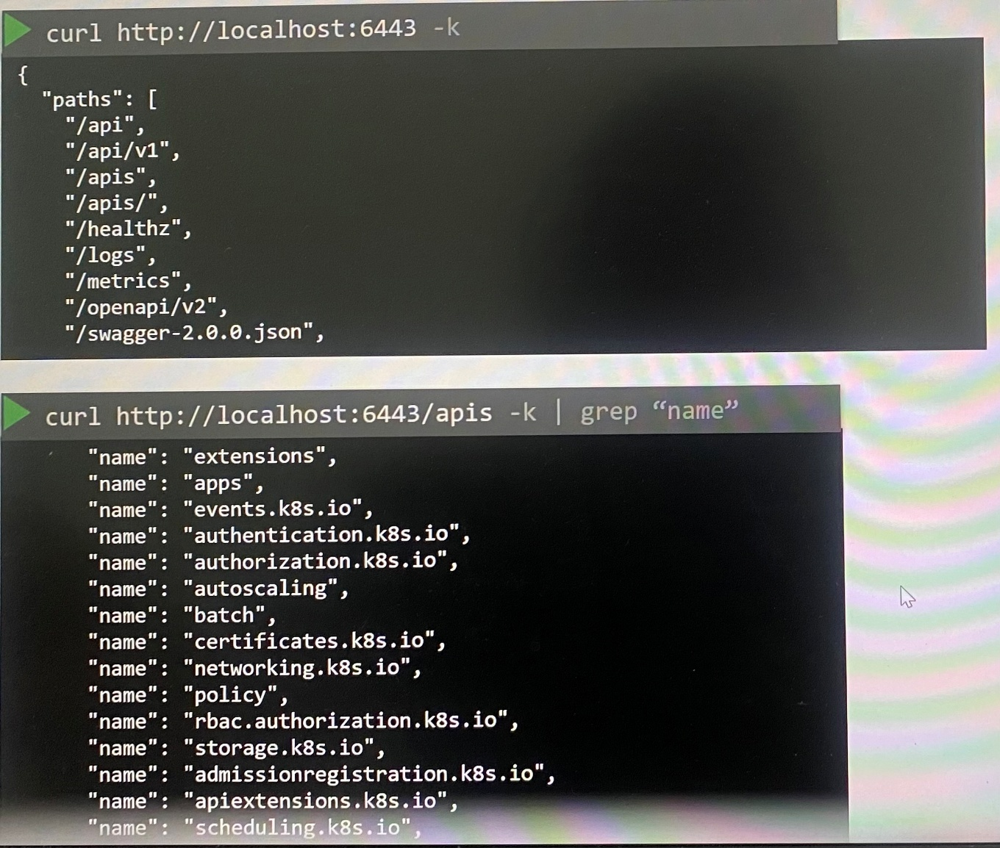 curl http://localhost:6443 -k
{
  "paths": [
    "/api",
    "/api/v1",
    "/apis",
    "/apis/",
    "/healthz",
    "/logs",
    "/metrics",
    "/openapi/v2",
    "/swagger-2.0.0.json",
curl http://localhost:6443/apis -k | grep “name”
"name": "extensions",
"name": "apps",
"name": "events.k8s.io",
"name": "authentication.k8s.io",
"name": "authorization.k8s.io",
"name": "autoscaling",
"name": "batch",
"name": "certificates.k8s.io",
"name": "networking.k8s.io",
"name": "policy",
"name": "rbac.authorization.k8s.io",
"name": "storage.k8s.io",
"name": "admissionregistration.k8s.io",
"name": "apiextensions.k8s.io",
"name": "scheduling.k8s.io",